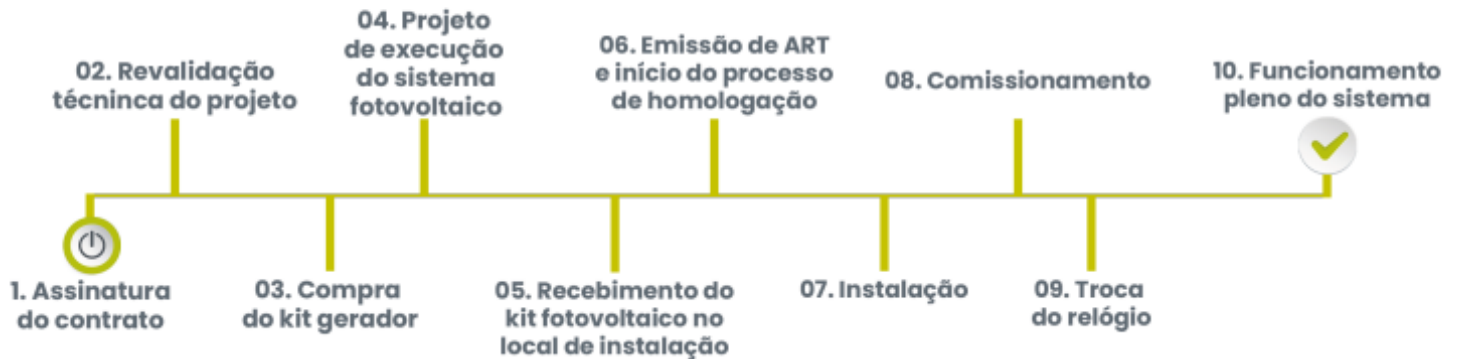 1. Assinatura
do contrato
02. Revalidação
técninca do projeto
03. Compra
do kit gerador
04. Projeto
de execução
do sistema
fotovoltaico
05. Recebimento do
kit fotovoltaico no
local de instalação
06. Emissão de ART
e início do processo
de homologação
07. Instalação
08. Comissionamento
09. Troca
do relógio
10. Funcionamento
pleno do sistema